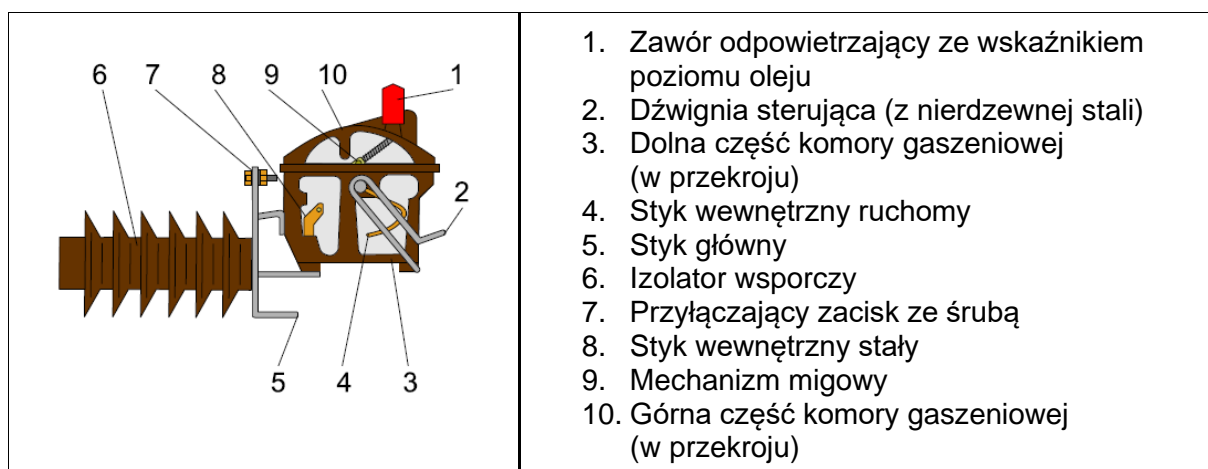 6 7 8 9 10 1
2
5 4 3
1. Zawór odpowietrzający ze wskaźnikiem
poziomu oleju
2. Dźwignia sterująca (z nierdzewnej stali)
3. Dolna część komory gaszeniowej
(w przekroju)
4. Styk wewnętrzny ruchomy
5. Styk główny
6. Izolator wsporczy
7. Przyłączający zacisk ze śrubą
8. Styk wewnętrzny stały
9. Mechanizm migowy
10. Górna część komory gaszeniowej
(w przekroju)